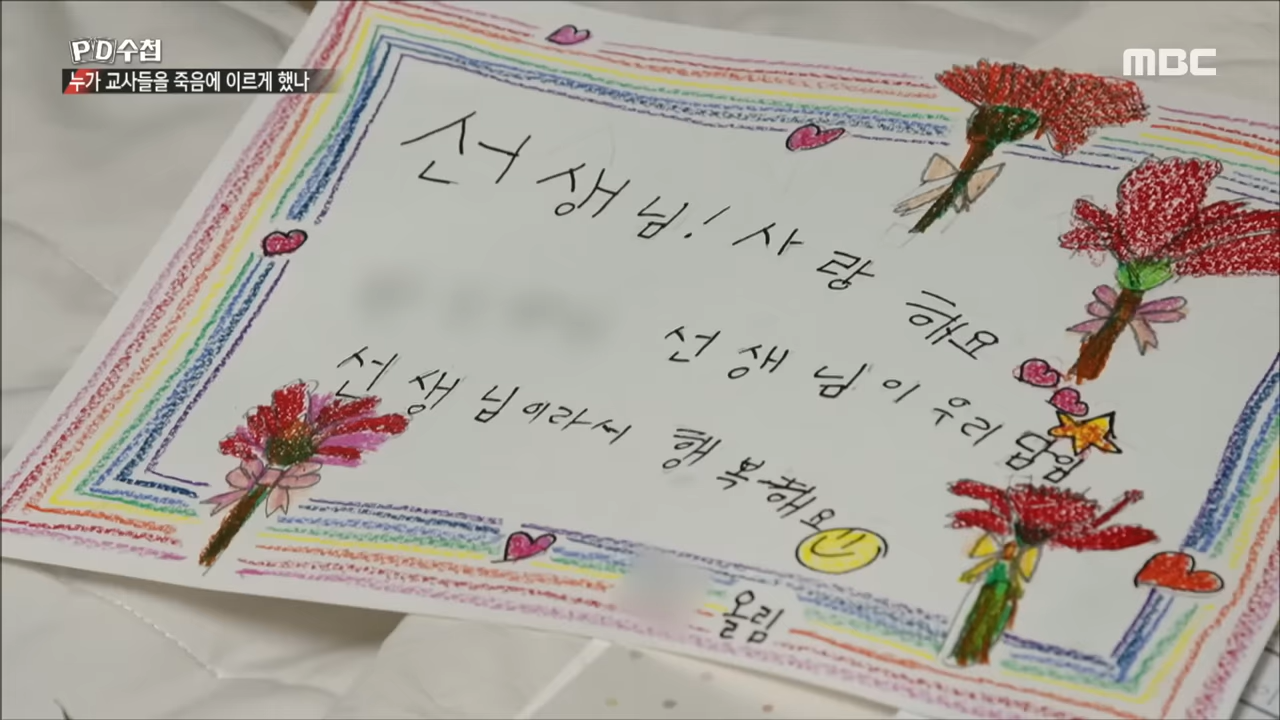 PD수첩
누가 교사들을 죽음에 이르게 했나
MBC
선생님! 사랑해요
선생님이 우리 담임
선생님이라서 행복해요
올림